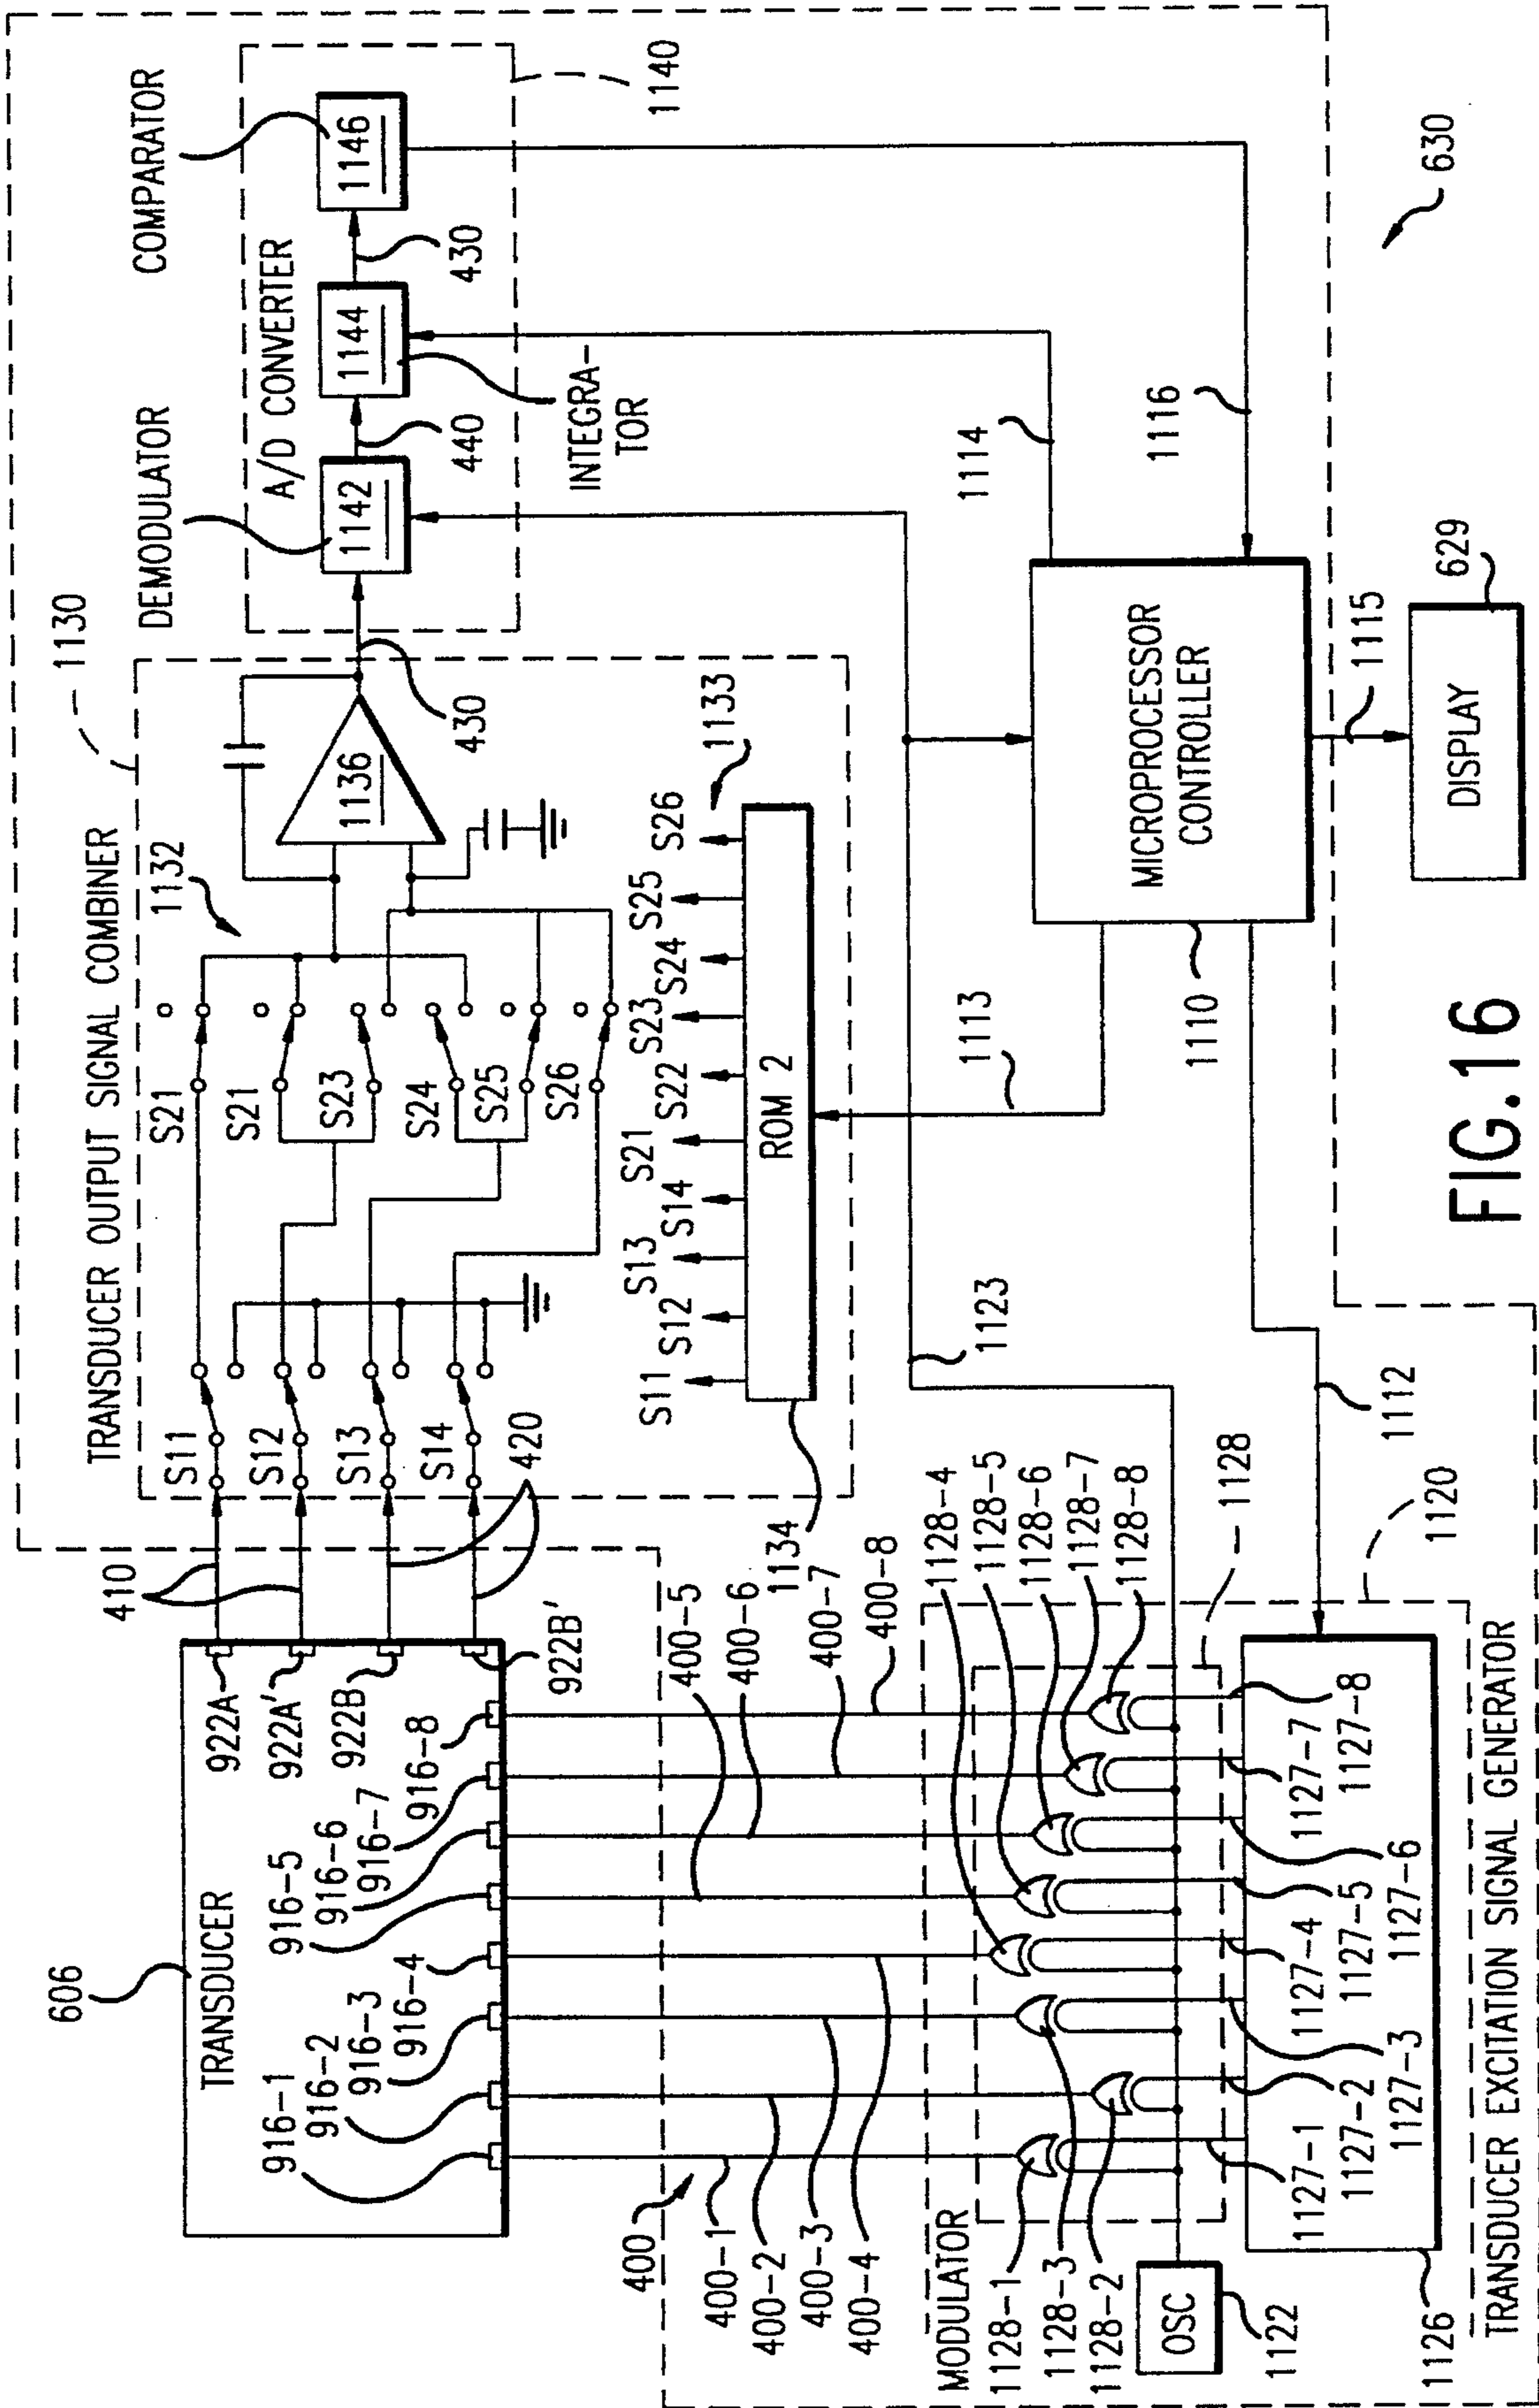 606
TRANSDUCER
916-1
916-2
916-3
916-4
916-5
916-6
916-7
916-8
922A
922A'
922B
922B'
410
420
400
400-1
400-2
400-3
400-4
400-5
400-6
400-7
400-8
TRANSDUCER OUTPUT SIGNAL COMBINER
1130
1132
S11
S12
S13
S14
S21
S21
S23
S24
S25
S26
1136
430
1133
S11
S12
S13
S14
S21
S22
S23
S24
S25
S26
ROM 2
1134
DEMODULATOR
A/D CONVERTER
COMPARATOR
1142
440
1144
430
1146
INTEGRA-
TOR
1140
MODULATOR
1128-1
1128-3
1128-2
1128-4
1128-5
1128-6
1128-7
1128-8
1128
1120
OSC
1122
1123
1127-1
1127-2
1127-3
1127-4
1127-5
1127-6
1127-7
1127-8
1126
TRANSDUCER EXCITATION SIGNAL GENERATOR
1112
1113
1110
MICROPROCESSOR
CONTROLLER
1114
1116
1115
DISPLAY
629
630
FIG.16